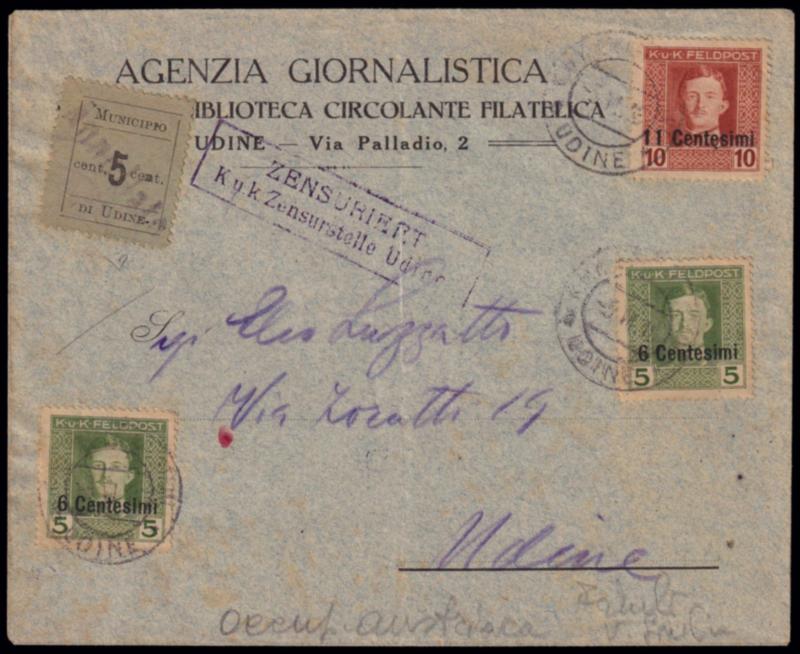 AGENZIA GIORNALISTICA
BIBLIOTECA CIRCOLANTE FILATELICA
UDINE — Via Palladio, 2
MUNICIPIO
cent. 5 cent.
DI UDINE
ZENSURIERT
K u k Zensurstelle Udine
K.u.K. FELDPOST
11 Centesimi
10 10
UDINE
K.u.K. FELDPOST
6 Centesimi
5 5
K.u.K. FELDPOST
6 Centesimi
5 5
UDINE
Luzzatto
Via Zoratti 19
Udine
occup. austriaca